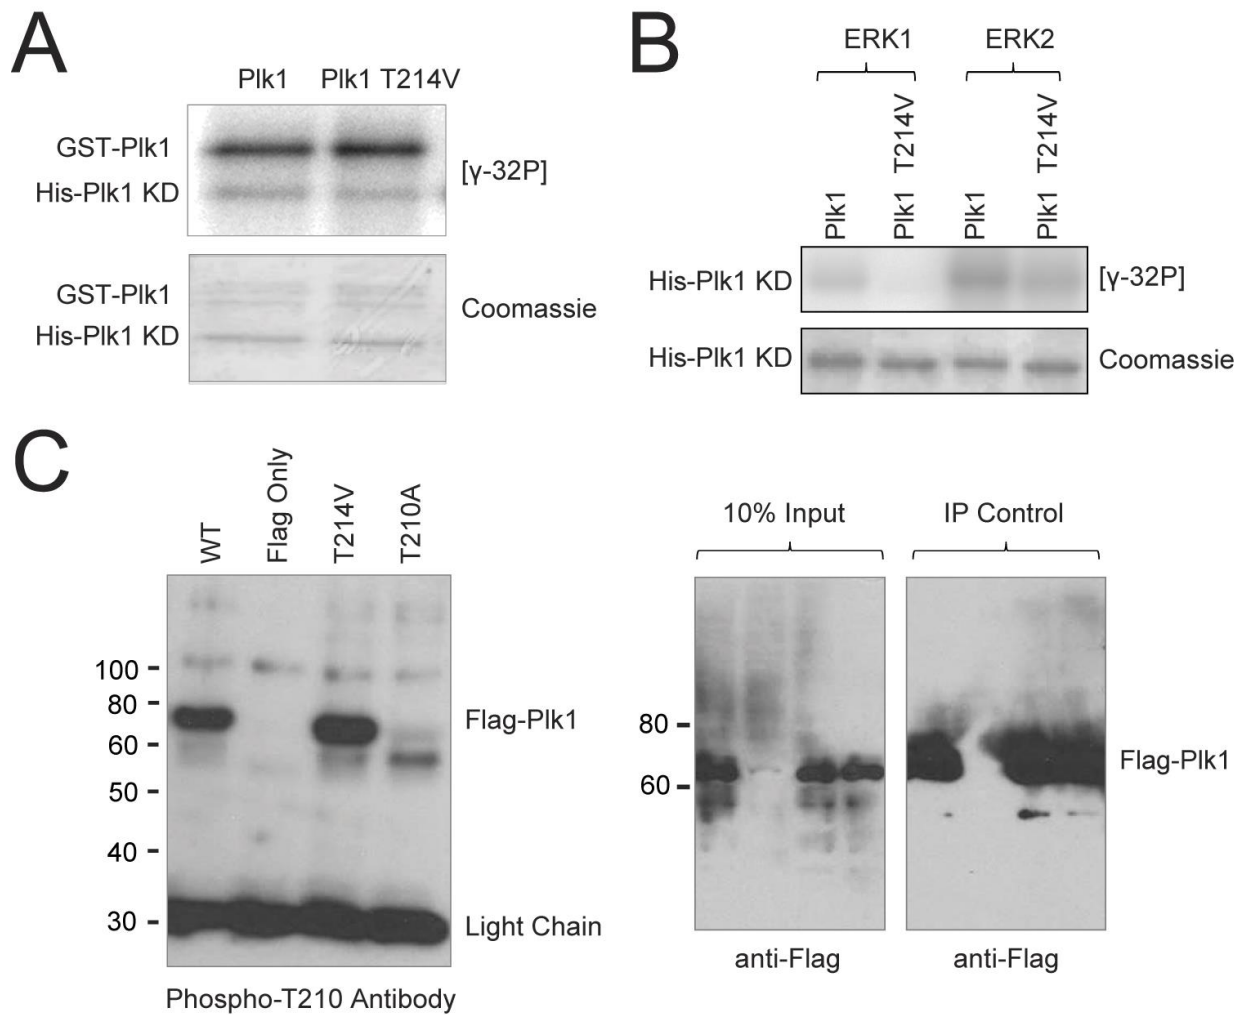 A
Plk1 Plk1 T214V
GST-Plk1
His-Plk1 KD
[γ-32P]
GST-Plk1
His-Plk1 KD
Coomassie
B
ERK1 ERK2
Plk1
Plk1 T214V
Plk1
Plk1 T214V
His-Plk1 KD
[γ-32P]
His-Plk1 KD
Coomassie
C
WT
Flag Only
T214V
T210A
100
80
60
50
40
30
Flag-Plk1
Light Chain
Phospho-T210 Antibody
10% Input
IP Control
80
60
Flag-Plk1
anti-Flag
anti-Flag